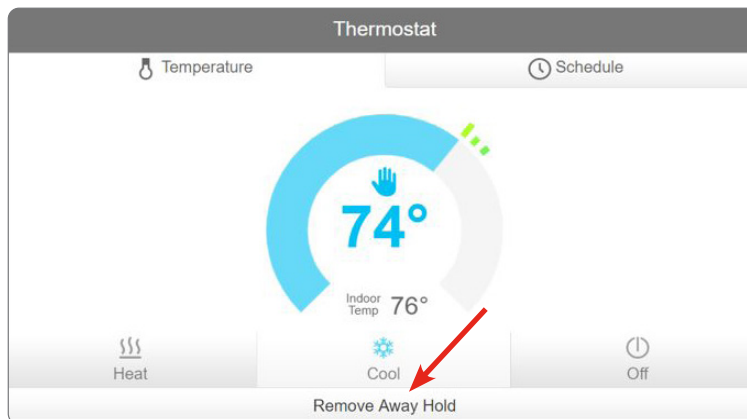 Thermostat
Temperature
Schedule
74°
Indoor
Temp 76°
Heat
Cool
Off
Remove Away Hold